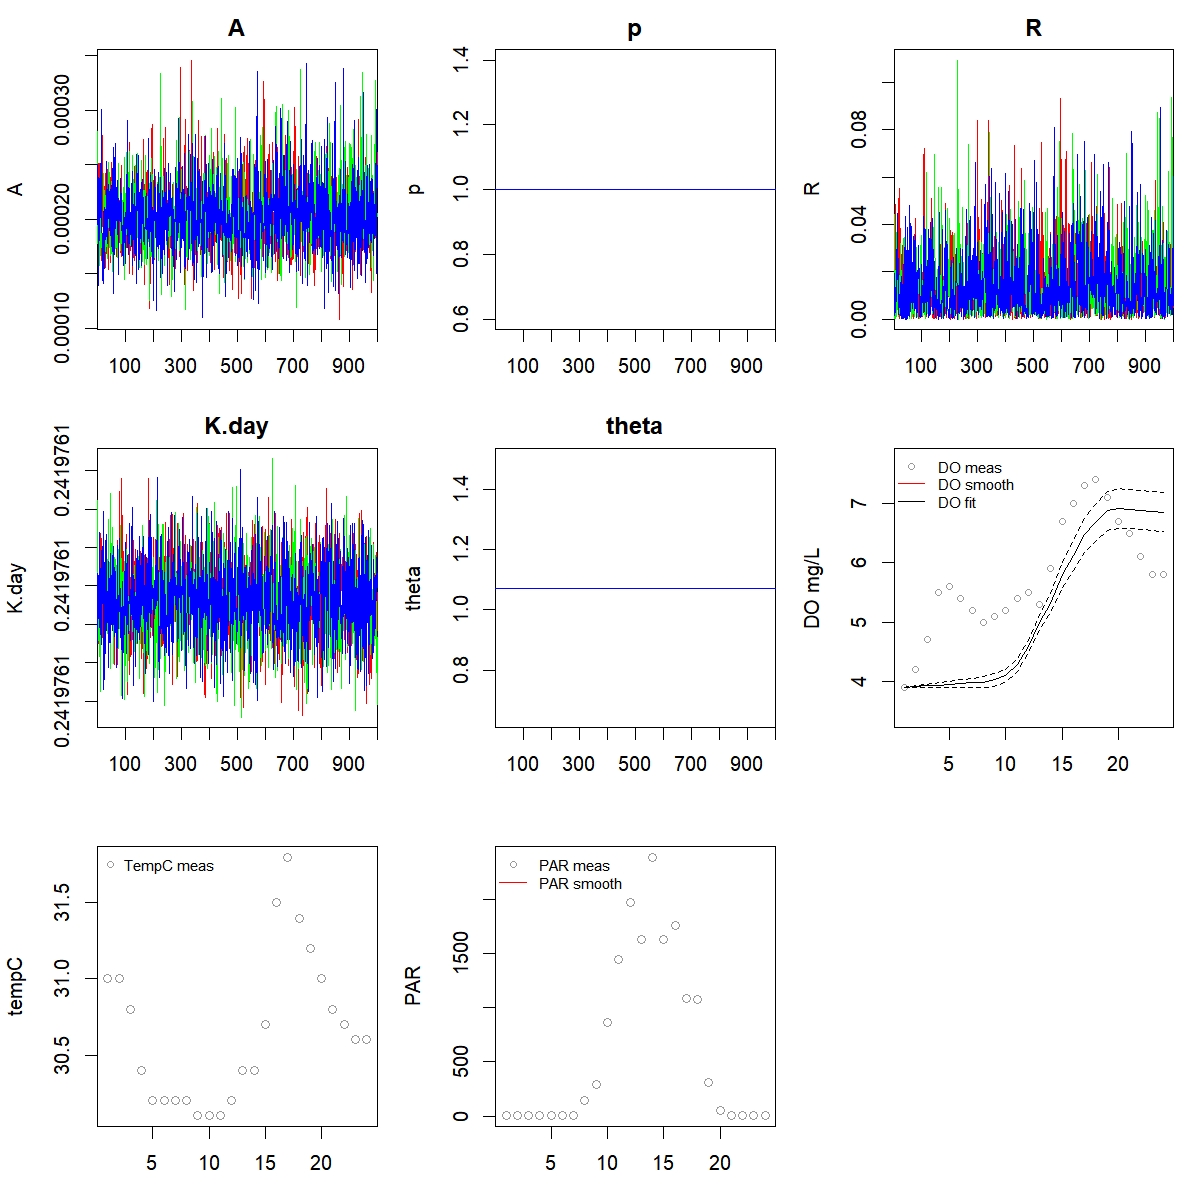 A
A
0.00010 0.00020 0.00030
100 300 500 700 900
p
p
0.6 0.8 1.0 1.2 1.4
100 300 500 700 900
R
R
0.00 0.04 0.08
100 300 500 700 900
K.day
K.day
0.2419761 0.2419761 0.2419761 0.2419761
100 300 500 700 900
theta
theta
0.8 1.0 1.2 1.4
100 300 500 700 900
DO mg/L
4 5 6 7
DO meas
DO smooth
DO fit
5 10 15 20
tempC
30.5 31.0 31.5
TempC meas
5 10 15 20
PAR
0 500 1500
PAR meas
PAR smooth
5 10 15 20